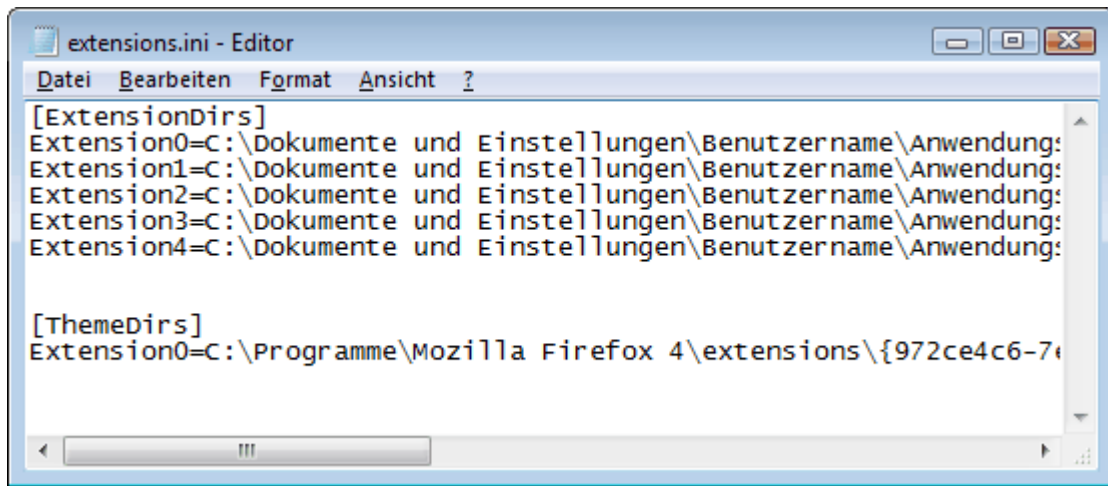 extensions.ini - Editor
Datei Bearbeiten Format Ansicht ?
[ExtensionDirs]
Extension0=C:\Dokumente und Einstellungen\Benutzername\Anwendungs
Extension1=C:\Dokumente und Einstellungen\Benutzername\Anwendungs
Extension2=C:\Dokumente und Einstellungen\Benutzername\Anwendungs
Extension3=C:\Dokumente und Einstellungen\Benutzername\Anwendungs
Extension4=C:\Dokumente und Einstellungen\Benutzername\Anwendungs
[ThemeDirs]
Extension0=C:\Programme\Mozilla Firefox 4\extensions\{972ce4c6-7e